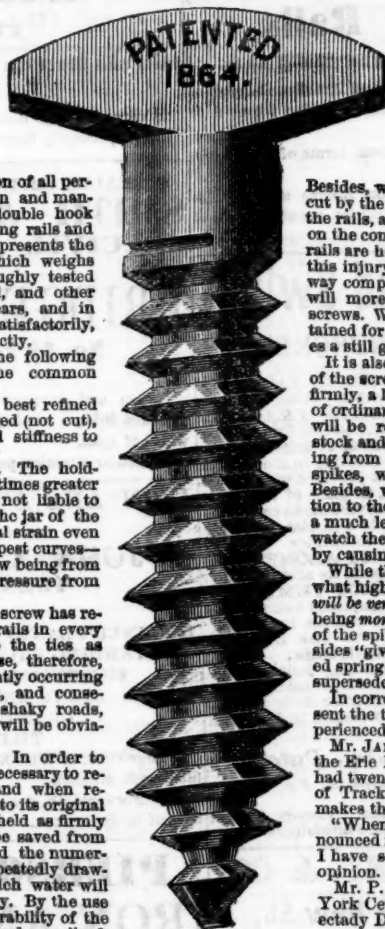 PATENTED
1864.
on of all per-
n and man-
double hook
ng rails and
presents the
hich weighs
ughly tested
l, and other
ears, and in
atisfactorily,
ctly.
he following
he common
best refined
ed (not cut),
d stiffness to
The hold-
times greater
not liable to
he jar of the
al strain even
pest curves—
w being from
ressure from
screw has re-
rails in every
the ties as
se, therefore,
ntly occurring
, and conse-
shaky roads,
will be obvia-
In order to
necessary to re-
and when re-
to its original
held as firmly
be saved from
d the numer-
peatedly draw-
ich water will
y. By the use
rability of the
Besides,
cut by the
the rails, a
on the con
rails are h
this injury
way comp
will more
screws. W
tained for
es a still g
It is also
of the scre
firmly, a l
of ordinar
will be re
stock and
ing from
spikes, w
Besides, v
tion to the
a much le
watch the
by causin
While th
what high
will be ver
being mor
of the spi
sides "giv
ed spring
supersede
In corro
sent the t
perienced
Mr. JA
the Erie
had twen
of Track
makes th
"When
nounced
I have s
opinion.
Mr. P.
York Ce
ectady D